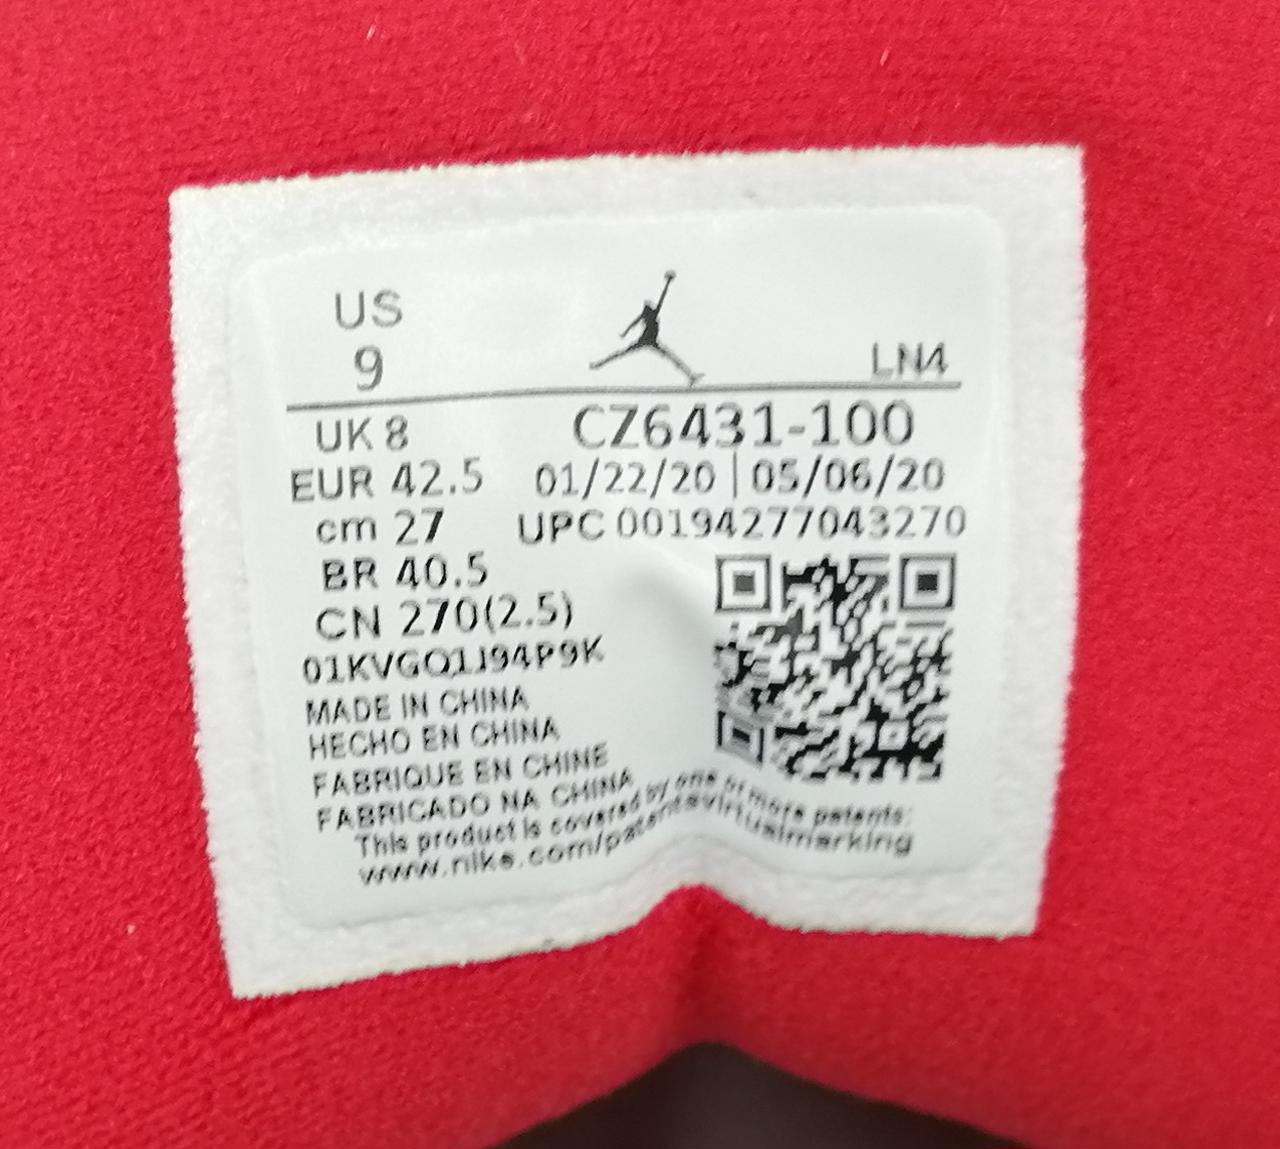 US
9
LN4
UK 8
CZ6431-100
EUR 42.5
01/22/20 | 05/06/20
cm 27
UPC 00194277043270
BR 40.5
CN 270(2.5)
01KVGQ1J94P9K
MADE IN CHINA
HECHO EN CHINA
FABRIQUE EN CHINE
FABRICADO NA CHINA
This product is covered by one or more patents:
www.nike.com/patentsvirtualmarking